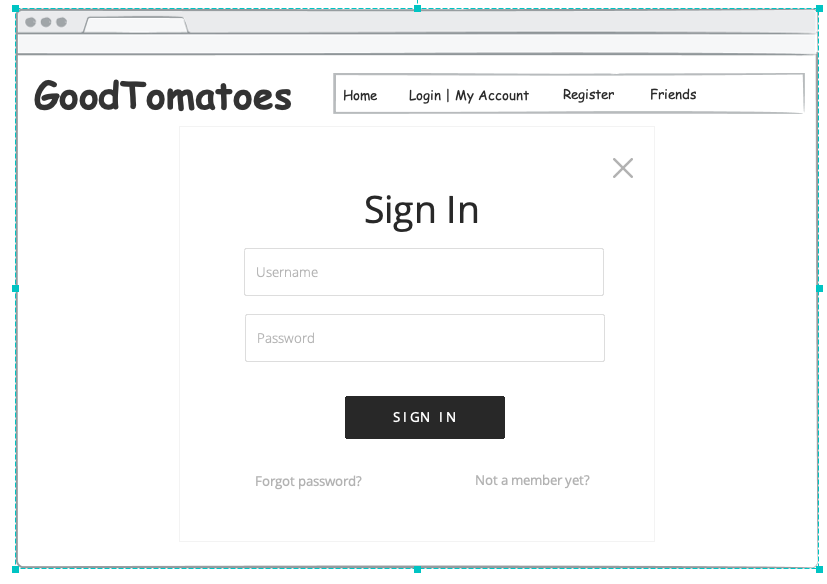 GoodTomatoes
Home Login | My Account Register Friends
Sign In
Username
Password
SIGN IN
Forgot password? Not a member yet?